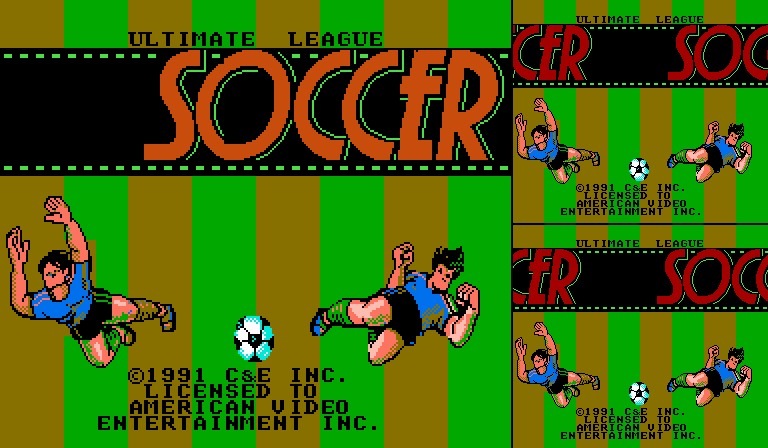 ULTIMATE LEAGUE
SOCCER
©1991 C&E INC.
LICENSED TO
AMERICAN VIDEO
ENTERTAINMENT INC.
ULTIMATE LEAGUE
CER SOC
©1991 C&E INC.
LICENSED TO
AMERICAN VIDEO
ENTERTAINMENT INC.
ULTIMATE LEAGUE
CER SOCC
©1991 C&E INC.
LICENSED TO
AMERICAN VIDEO
ENTERTAINMENT INC.